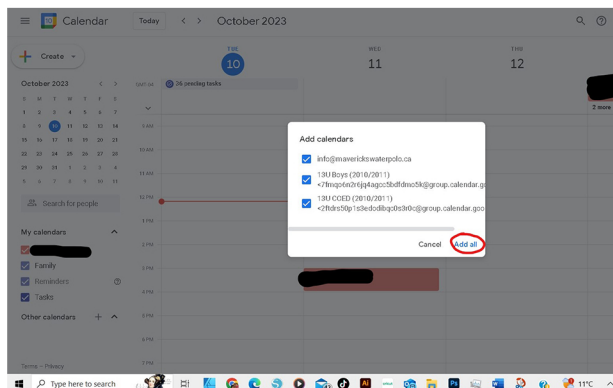 Calendar
Today
October 2023
Create
TUE
10
WED
11
THU
12
October 2023
S M T W T F S
1 2 3 4 5 6 7
8 9 10 11 12 13 14
15 16 17 18 19 20 21
22 23 24 25 26 27 28
29 30 31 1 2 3 4
5 6 7 8 9 10 11
26 pending tasks
2 more
9 AM
10 AM
11 AM
12 PM
1 PM
2 PM
3 PM
4 PM
5 PM
6 PM
7 PM
Search for people
My calendars
Family
Reminders
Tasks
Other calendars
Terms – Privacy
Add calendars
info@maverickswaterpolo.ca
13U Boys (2010/2011)
13U COED (2010/2011)
Cancel
Add all
Type here to search
11°C